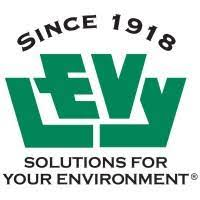 SINCE 1918
LEVY
SOLUTIONS FOR
YOUR ENVIRONMENT®